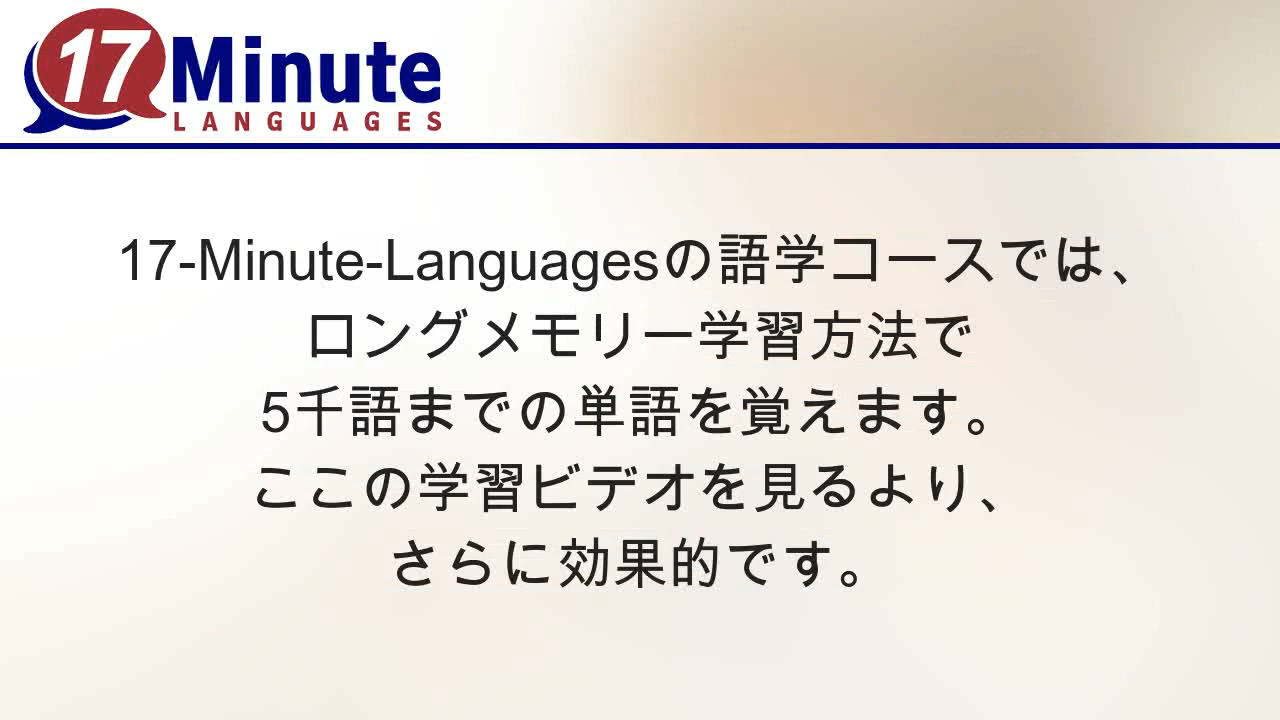 17 Minute
LANGUAGES
17-Minute-Languagesの語学コースでは、
ロングメモリー学習方法で
5千語までの単語を覚えます。
ここの学習ビデオを見るより、
さらに効果的です。